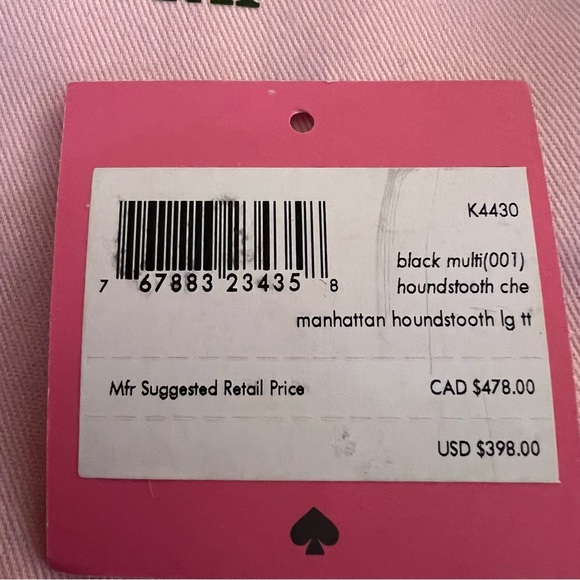 K4430
7 67883 23435 8
black multi(001)
houndstooth che
manhattan houndstooth lg tt
Mfr Suggested Retail Price CAD $478.00
USD $398.00